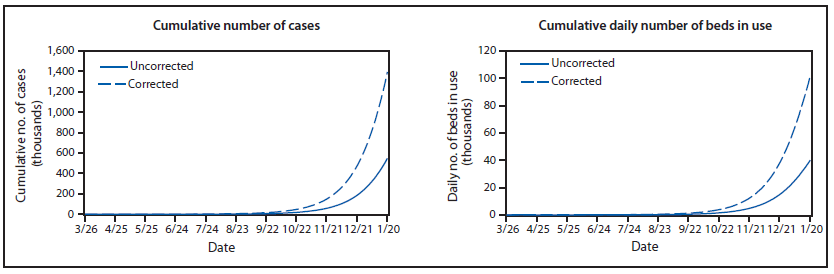 Cumulative number of cases
1,600
1,400
1,200
1,000
800
600
400
200
0
Uncorrected
Corrected
Cumulative no. of cases
(thousands)
3/26 4/25 5/25 6/24 7/24 8/23 9/22 10/22 11/21 12/21 1/20
Date
Cumulative daily number of beds in use
120
100
80
60
40
20
0
Uncorrected
Corrected
Daily no. of beds in use
(thousands)
3/26 4/25 5/25 6/24 7/24 8/23 9/22 10/22 11/21 12/21 1/20
Date